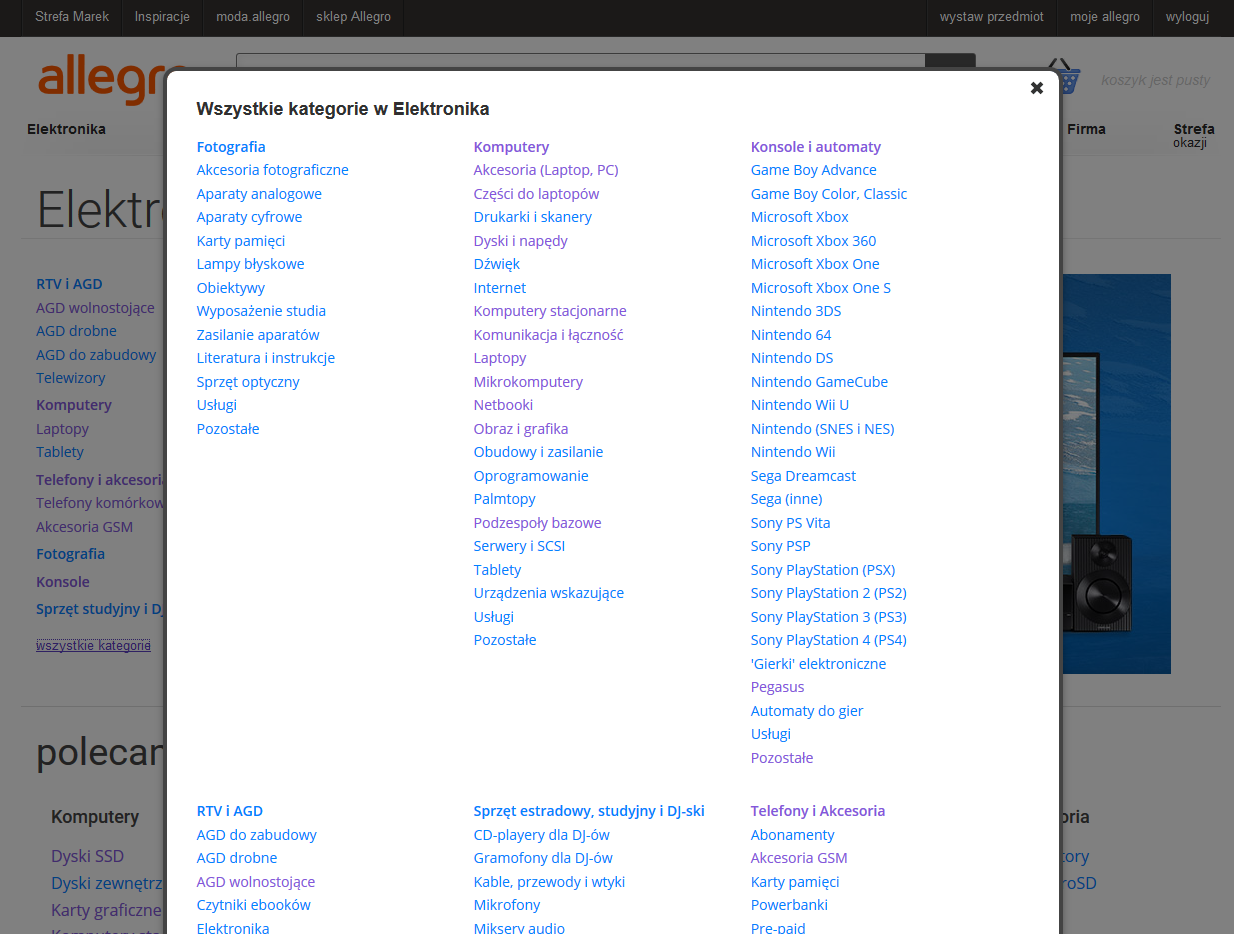 Strefa Marek Inspiracje moda.allegro sklep Allegro wystaw przedmiot moje allegro wyloguj
allegro
koszyk jest pusty
Elektronika Firma Strefa
okazji
RTV i AGD
AGD wolnostojące
AGD drobne
AGD do zabudowy
Telewizory
Komputery
Laptopy
Tablety
Telefony i
Akcesoria GSM
Fotografia
Konsole
Sprzęt studyjny i
wszystkie kategorie
Komputery
Dyski SSD
Dyski
Karty graficzne
Wszystkie kategorie w Elektronika
Fotografia
Akcesoria fotograficzne
Aparaty analogowe
Aparaty cyfrowe
Karty pamięci
Lampy błyskowe
Obiektywy
Wyposażenie studia
Zasilanie aparatów
Literatura i instrukcje
Sprzęt optyczny
Usługi
Pozostałe
Komputery
Akcesoria (Laptop, PC)
Części do laptopów
Drukarki i skanery
Dyski i napędy
Dźwięk
Internet
Komputery stacjonarne
Komunikacja i łączność
Laptopy
Mikrokomputery
Netbooki
Obraz i grafika
Obudowy i zasilanie
Oprogramowanie
Palmtopy
Podzespoły bazowe
Serwery i SCSI
Tablety
Urządzenia wskazujące
Usługi
Pozostałe
Konsole i automaty
Game Boy Advance
Game Boy Color, Classic
Microsoft Xbox
Microsoft Xbox 360
Microsoft Xbox One
Microsoft Xbox One S
Nintendo 3DS
Nintendo 64
Nintendo DS
Nintendo GameCube
Nintendo Wii U
Nintendo (SNES i NES)
Nintendo Wii
Sega Dreamcast
Sega (inne)
Sony PS Vita
Sony PSP
Sony PlayStation (PSX)
Sony PlayStation 2 (PS2)
Sony PlayStation 3 (PS3)
Sony PlayStation 4 (PS4)
'Gierki' elektroniczne
Pegasus
Automaty do gier
Usługi
Pozostałe
RTV i AGD
AGD do zabudowy
AGD drobne
AGD wolnostojące
Czytniki ebooków
Elektronika
Sprzęt estradowy, studyjny i DJ-ski
CD-playery dla DJ-ów
Gramofony dla DJ-ów
Kable, przewody i wtyki
Mikrofony
Miksery audio
Telefony i Akcesoria
Abonamenty
Akcesoria GSM
Karty pamięci
Powerbanki
Pre-paid